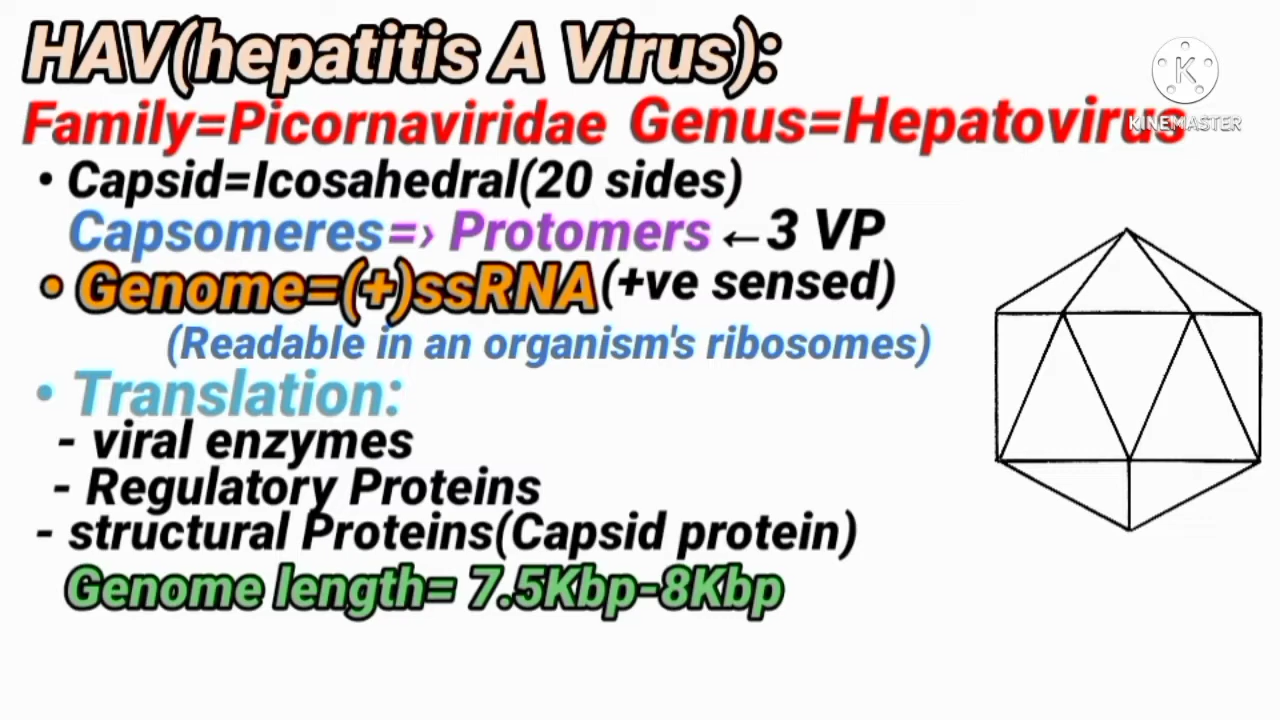 HAV(hepatitis A Virus):
Family=Picornaviridae Genus=Hepatovirus
K
KINEMASTER
• Capsid=Icosahedral(20 sides)
Capsomeres=› Protomers ←3 VP
• Genome=(+)ssRNA (+ve sensed)
(Readable in an organism's ribosomes)
• Translation:
- viral enzymes
- Regulatory Proteins
- structural Proteins(Capsid protein)
Genome length= 7.5Kbp-8Kbp